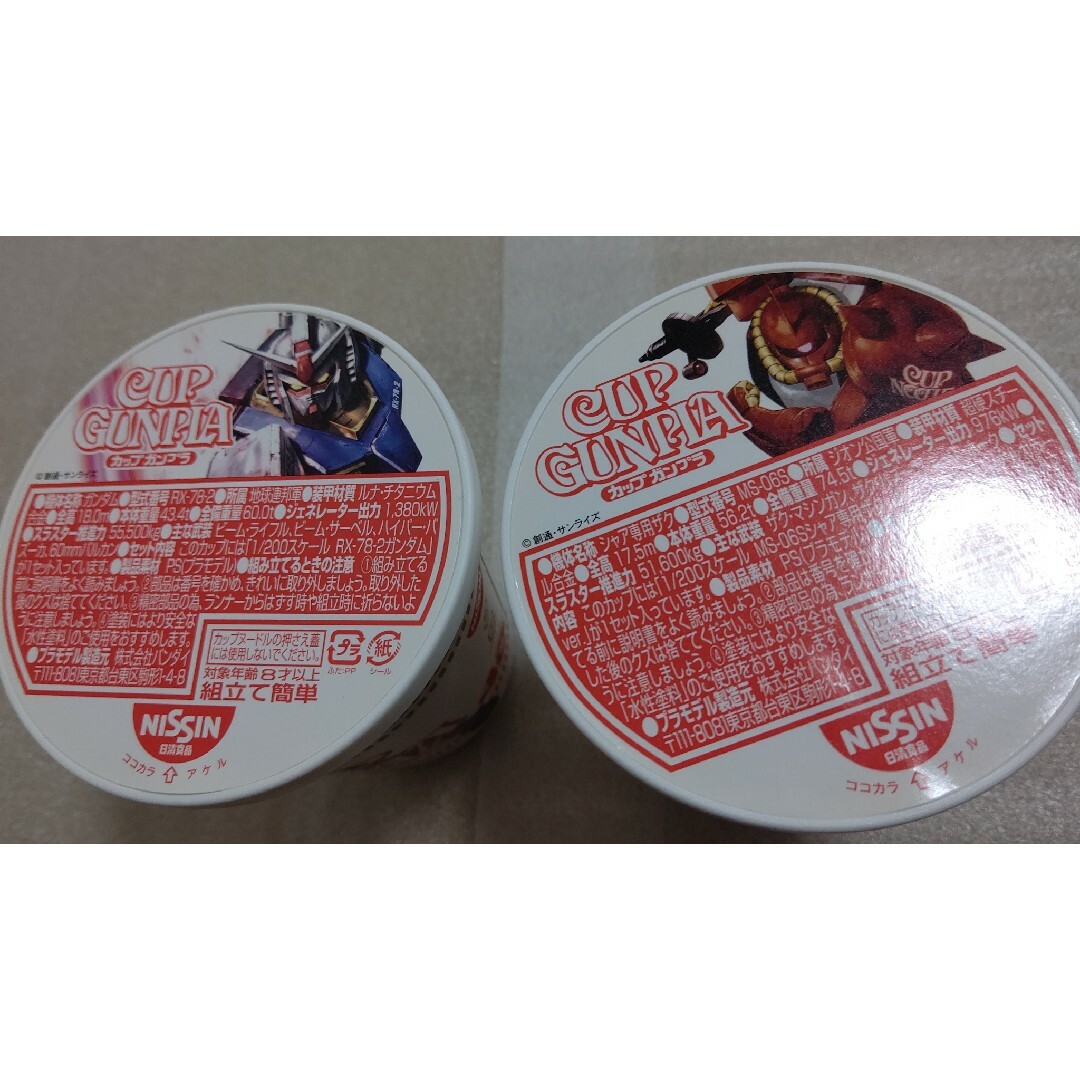 CUP
GUNPLA
カップ ガンプラ
RX-78-2
©創通・サンライズ
●機体名称 ガンダム●型式番号 RX-78-2●所属 地球連邦軍●装甲材質 ルナ・チタニウム
合金●全高 18.0m●本体重量 43.4t●全備重量 60.0t●ジェネレーター出力 1,380kW
●スラスター推進力 55,500kg●主な武装 ビーム・ライフル、ビーム・サーベル、ハイパー・バ
ズーカ、60mmバルカン●セット内容 このカップには「1/200スケール RX-78-2ガンダム」
が1セット入っています。●製品素材 PS(プラモデル)●組み立てるときの注意 ①組み立てる
前に説明書をよく読みましょう。②部品は番号を確かめ、きれいに取り外しましょう。取り外した
後のクズは捨ててください。③精密部品の為、ランナーからはずす時や組立時に折らないよ
うに注意しましょう。④塗装にはより安全な
「水性塗料」のご使用をおすすめします。
●プラモデル製造元 株式会社バンダイ
〒111-8081東京都台東区駒形1-4-8
カップヌードルの押さえ蓋
には使用しないでください。
プラ
ふた:PP
紙
シール
対象年齢 8才以上
組立て簡単
NISSIN
日清食品
ココカラ⇧アケル
CUP
GUNPLA
カップ ガンプラ
CUP
NOODLE
©創通・サンライズ
●機体名称 シャア専用ザク●型式番号 MS-06S●所属 ジオン公国軍●装甲材質 超硬スチー
ル合金●全高 17.5m●本体重量 56.2t●全備重量 74.5t●ジェネレーター出力 976kW●
スラスター推進力 51,600kg●主な武装 ザク・マシンガン、
ホーク●セット
内容 このカップには「1/200スケール MS-06S
ver.」が1セット入っています。●製品素材 PS(プラモデ
てる前に説明書をよく読みましょう。②部品は番号
した後のクズは捨ててください。③精密部品の為、
うに注意しましょう。④塗装にはより安全な
「水性塗料」のご使用をおすすめ
●プラモデル製造元 株式会社
〒111-8081東京都台東区駒形1-4-8
対象年齢
組立て簡単
NISSIN
日清食品
ココカラ⇧アケル